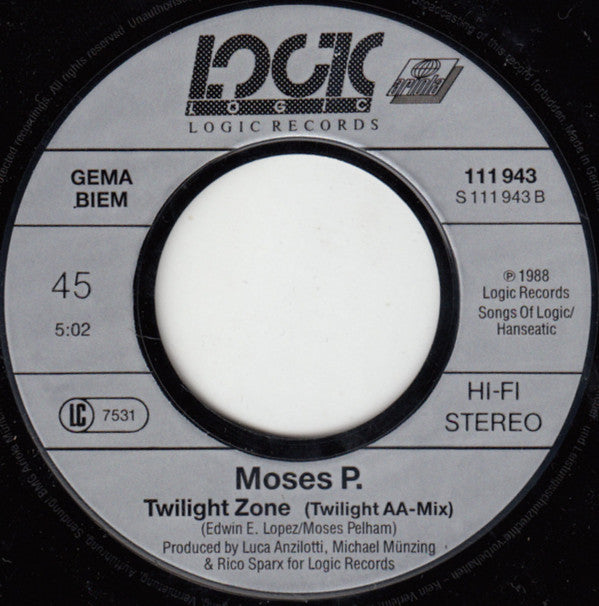 LOGIC
LOGIC
LOGIC RECORDS
ariola
GEMA
BIEM
111 943
S 111 943 B
45
5:02
℗ 1988
Logic Records
Songs Of Logic/
Hanseatic
LC 7531
HI-FI
STEREO
Moses P.
Twilight Zone (Twilight AA-Mix)
(Edwin E. Lopez/Moses Pelham)
Produced by Luca Anzilotti, Michael Münzing
& Rico Sparx for Logic Records